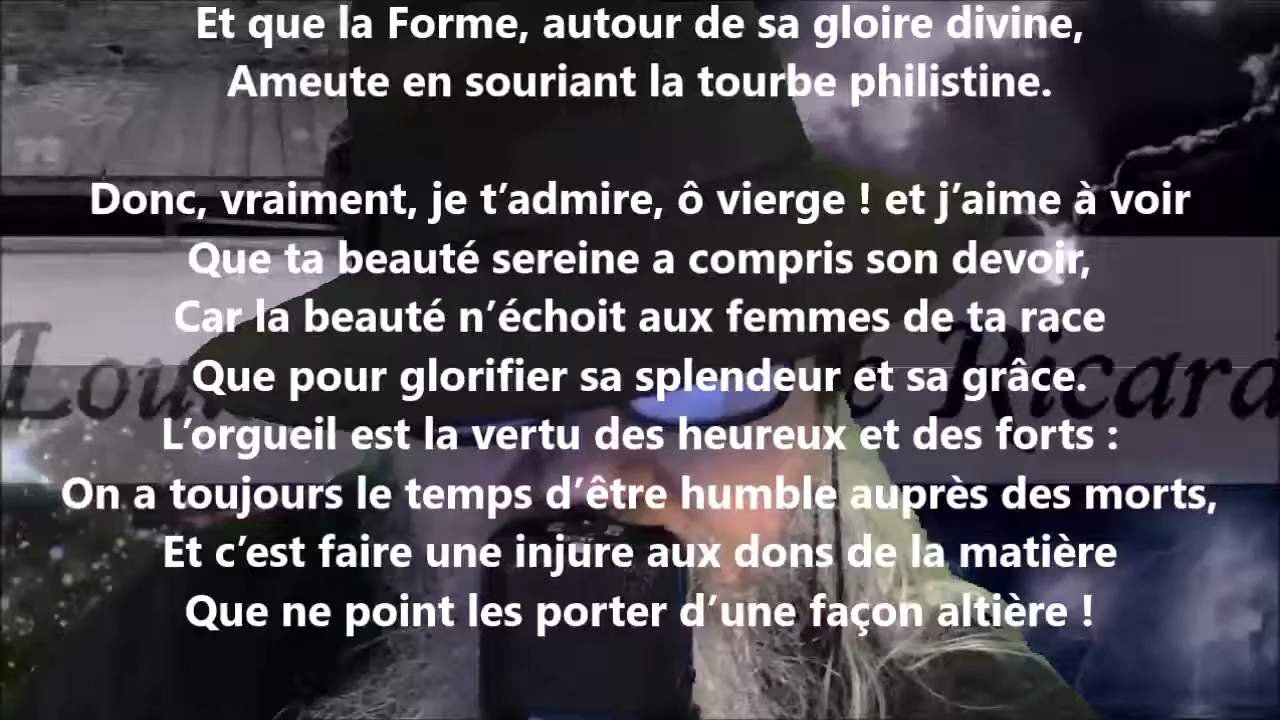 Et que la Forme, autour de sa gloire divine,
Ameute en souriant la tourbe philistine.
Donc, vraiment, je t’admire, ô vierge ! et j’aime à voir
Que ta beauté sereine a compris son devoir,
Car la beauté n’échoit aux femmes de ta race
Que pour glorifier sa splendeur et sa grâce.
L’orgueil est la vertu des heureux et des forts :
On a toujours le temps d’être humble auprès des morts,
Et c’est faire une injure aux dons de la matière
Que ne point les porter d’une façon altière !
Ricard